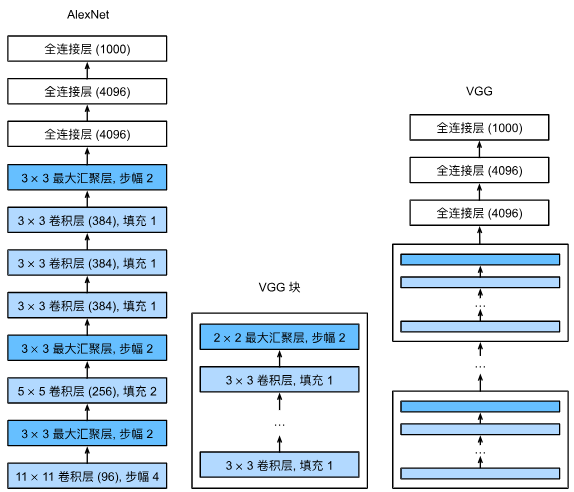 AlexNet
全连接层 (1000)
全连接层 (4096)
全连接层 (4096)
3 × 3 最大汇聚层, 步幅 2
3 × 3 卷积层 (384), 填充 1
3 × 3 卷积层 (384), 填充 1
3 × 3 卷积层 (384), 填充 1
3 × 3 最大汇聚层, 步幅 2
5 × 5 卷积层 (256), 填充 2
3 × 3 最大汇聚层, 步幅 2
11 × 11 卷积层 (96), 步幅 4
VGG 块
2 × 2 最大汇聚层, 步幅 2
3 × 3 卷积层, 填充 1
...
3 × 3 卷积层, 填充 1
VGG
全连接层 (1000)
全连接层 (4096)
全连接层 (4096)
...
...
...